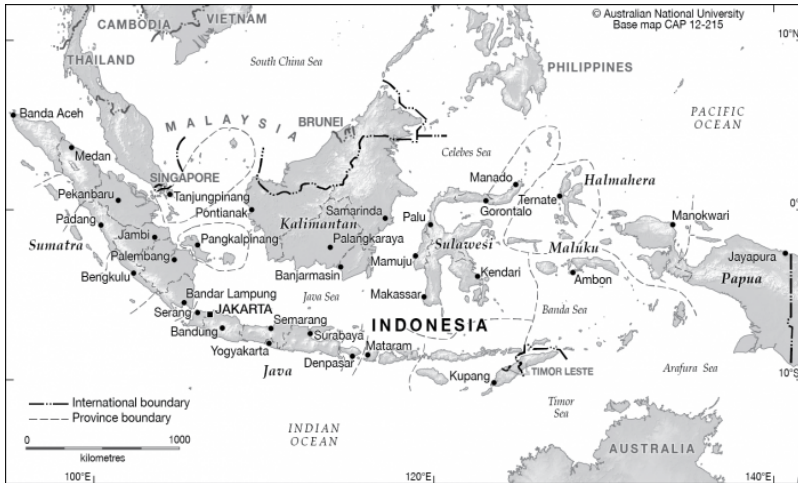 © Australian National University
Base map CAP 12-215
10°N
CAMBODIA
VIETNAM
THAILAND
South China Sea
PHILIPPINES
PACIFIC
OCEAN
Banda Aceh
MALAYSIA
BRUNEI
Celebes Sea
Medan
SINGAPORE
Manado
Halmahera
Pekanbaru
Tanjungpinang
Ternate
Pontianak
Samarinda
Gorontalo
0°
Padang
Kalimantan
Palu
Manokwari
Sumatra
Jambi
Pangkalpinang
Palangkaraya
Sulawesi
Maluku
Palembang
Mamuju
Jayapura
Bengkulu
Banjarmasin
Kendari
Ambon
Papua
Bandar Lampung
Java Sea
Makassar
Serang
JAKARTA
Banda Sea
INDONESIA
Semarang
Bandung
Surabaya
Yogyakarta
Mataram
Java
Denpasar
Kupang
TIMOR LESTE
Arafura Sea
10°S
International boundary
Province boundary
Timor
Sea
INDIAN
OCEAN
0
1000
kilometres
AUSTRALIA
100°E
120°E
140°E